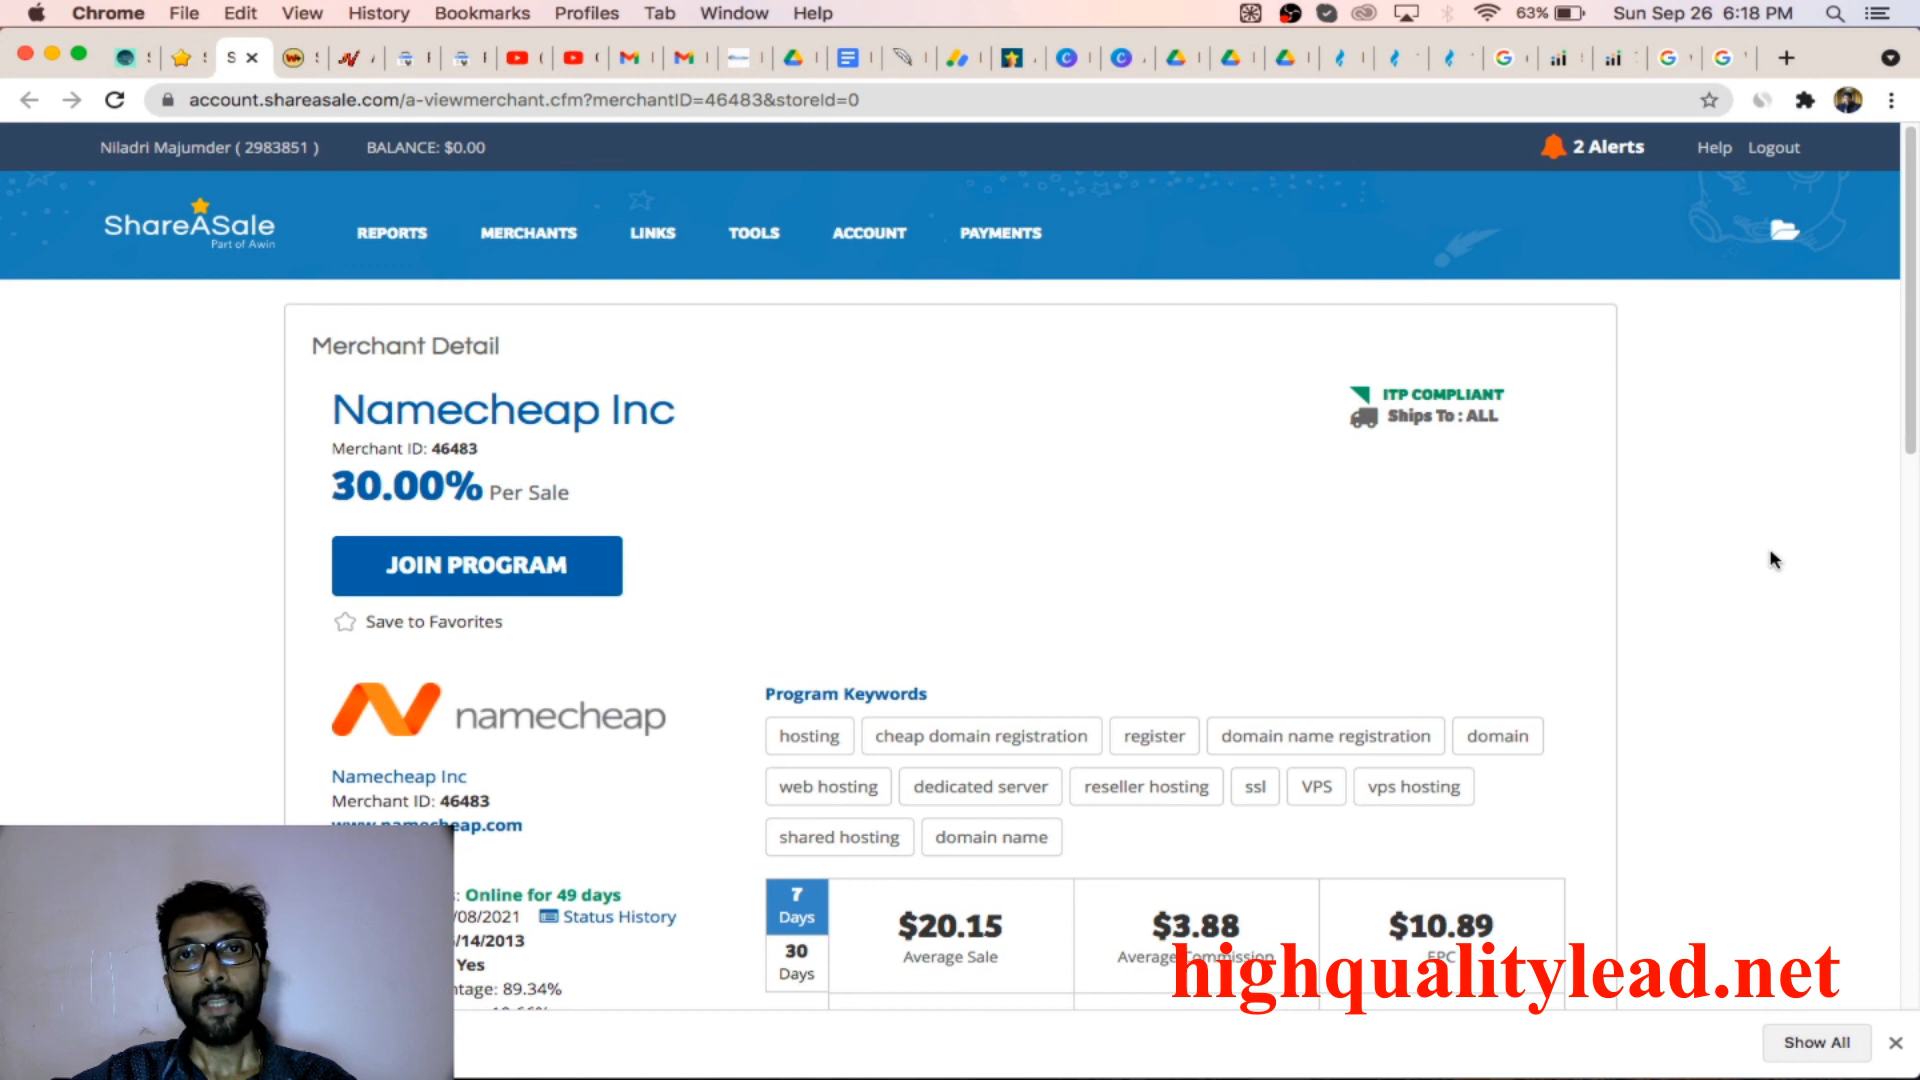 Chrome File Edit View History Bookmarks Profiles Tab Window Help 63% Sun Sep 26 6:18 PM
account.shareasale.com/a-viewmerchant.cfm?merchantID=46483&storeId=0
Niladri Majumder ( 2983851 ) BALANCE: $0.00 2 Alerts Help Logout
ShareASale
Part of Awin
REPORTS MERCHANTS LINKS TOOLS ACCOUNT PAYMENTS
Merchant Detail
Namecheap Inc
Merchant ID: 46483
30.00% Per Sale
ITP COMPLIANT
Ships To : ALL
JOIN PROGRAM
Save to Favorites
namecheap
Program Keywords
hosting cheap domain registration register domain name registration domain
web hosting dedicated server reseller hosting ssl VPS vps hosting
shared hosting domain name
Namecheap Inc
Merchant ID: 46483
www.namecheap.com
: Online for 49 days
/08/2021 Status History
/14/2013
Yes
ntage: 89.34%
7 Days
30 Days
$20.15 Average Sale
$3.88 Average Commission
$10.89 EPC
highqualitylead.net
Show All